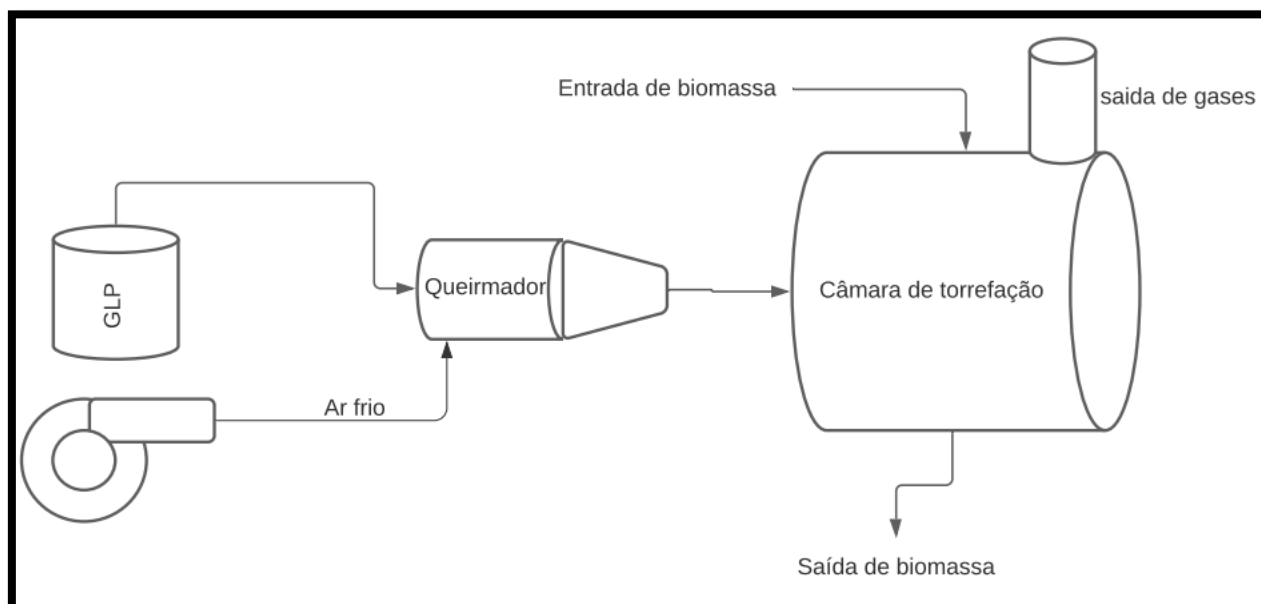 Entrada de biomassa
saida de gases
GLP
Queirmador
Câmara de torrefação
Ar frio
Saída de biomassa